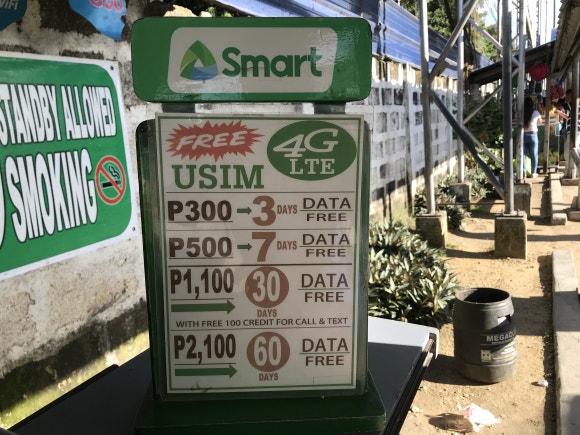 Smart
FREE
4G
LTE
USIM
P300 → 3 DAYS DATA FREE
P500 → 7 DAYS DATA FREE
P1,100 → 30 DAYS DATA FREE
WITH FREE 100 CREDIT FOR CALL & TEXT
P2,100 → 60 DAYS DATA FREE
STANDBY ALLOWED
SMOKING